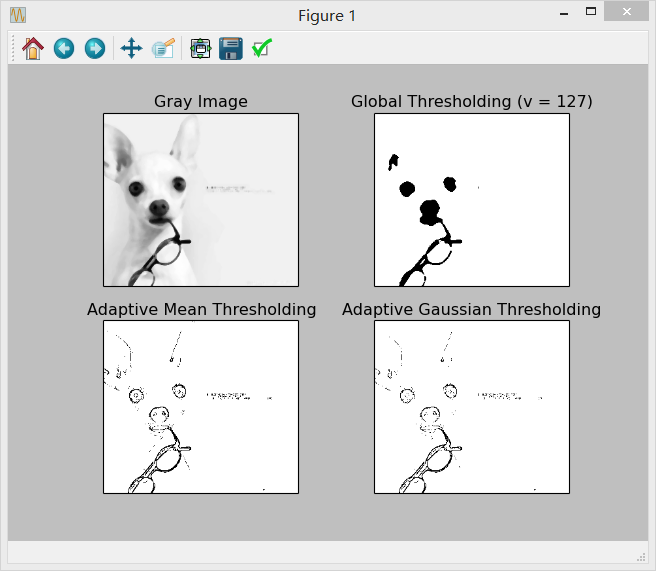 Figure 1
Gray Image
Global Thresholding (v = 127)
Adaptive Mean Thresholding
Adaptive Gaussian Thresholding